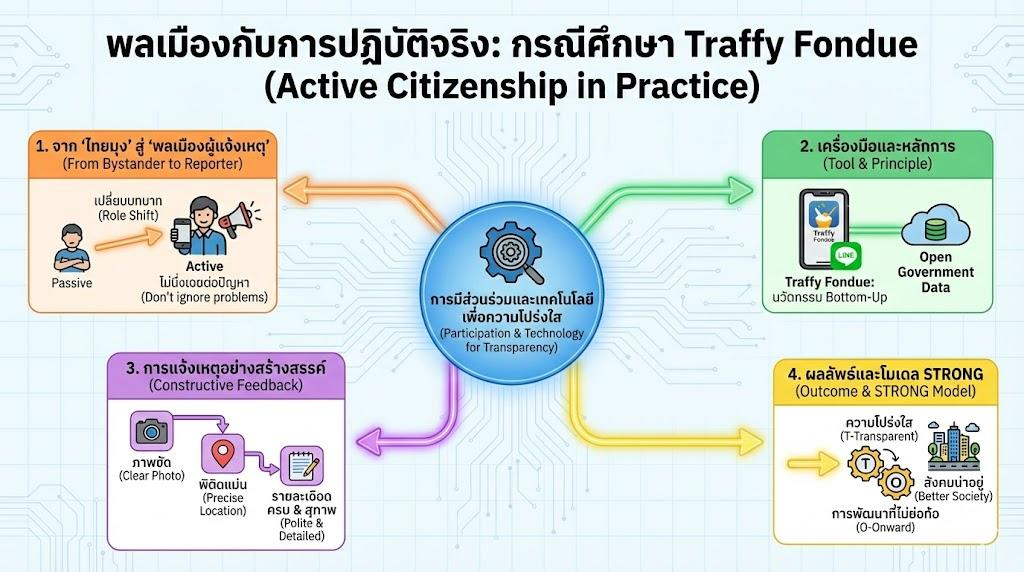 พลเมืองกับการปฏิบัติจริง: กรณีศึกษา Traffy Fondue
(Active Citizenship in Practice)
1. จาก ‘ไทยมุง’ สู่ ‘พลเมืองผู้แจ้งเหตุ’
(From Bystander to Reporter)
เปลี่ยนบทบาท
(Role Shift)
Passive
Active
ไม่นิ่งเฉยต่อปัญหา
(Don't ignore problems)
2. เครื่องมือและหลักการ
(Tool & Principle)
Traffy
Fondue
LINE
Traffy Fondue:
นวัตกรรม Bottom-Up
Open
Government
Data
การมีส่วนร่วมและเทคโนโลยี
เพื่อความโปร่งใส
(Participation & Technology
for Transparency)
3. การแจ้งเหตุอย่างสร้างสรรค์
(Constructive Feedback)
ภาพชัด
(Clear Photo)
พิกัดแม่น
(Precise
Location)
รายละเอียด
ครบ & สุภาพ
(Polite &
Detailed)
4. ผลลัพธ์และโมเดล STRONG
(Outcome & STRONG Model)
ความโปร่งใส
(T-Transparent)
T
O
สังคมน่าอยู่
(Better Society)
การพัฒนาที่ไม่ย่อท้อ
(O-Onward)